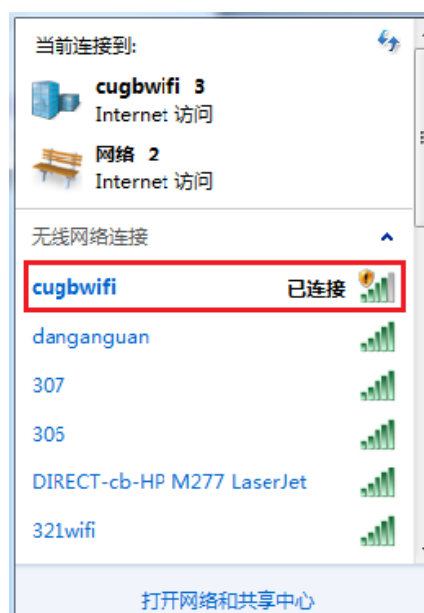 当前连接到:
cugbwifi 3
Internet 访问
网络 2
Internet 访问
无线网络连接
cugbwifi 已连接
danganguan
307
305
DIRECT-cb-HP M277 LaserJet
321wifi
打开网络和共享中心